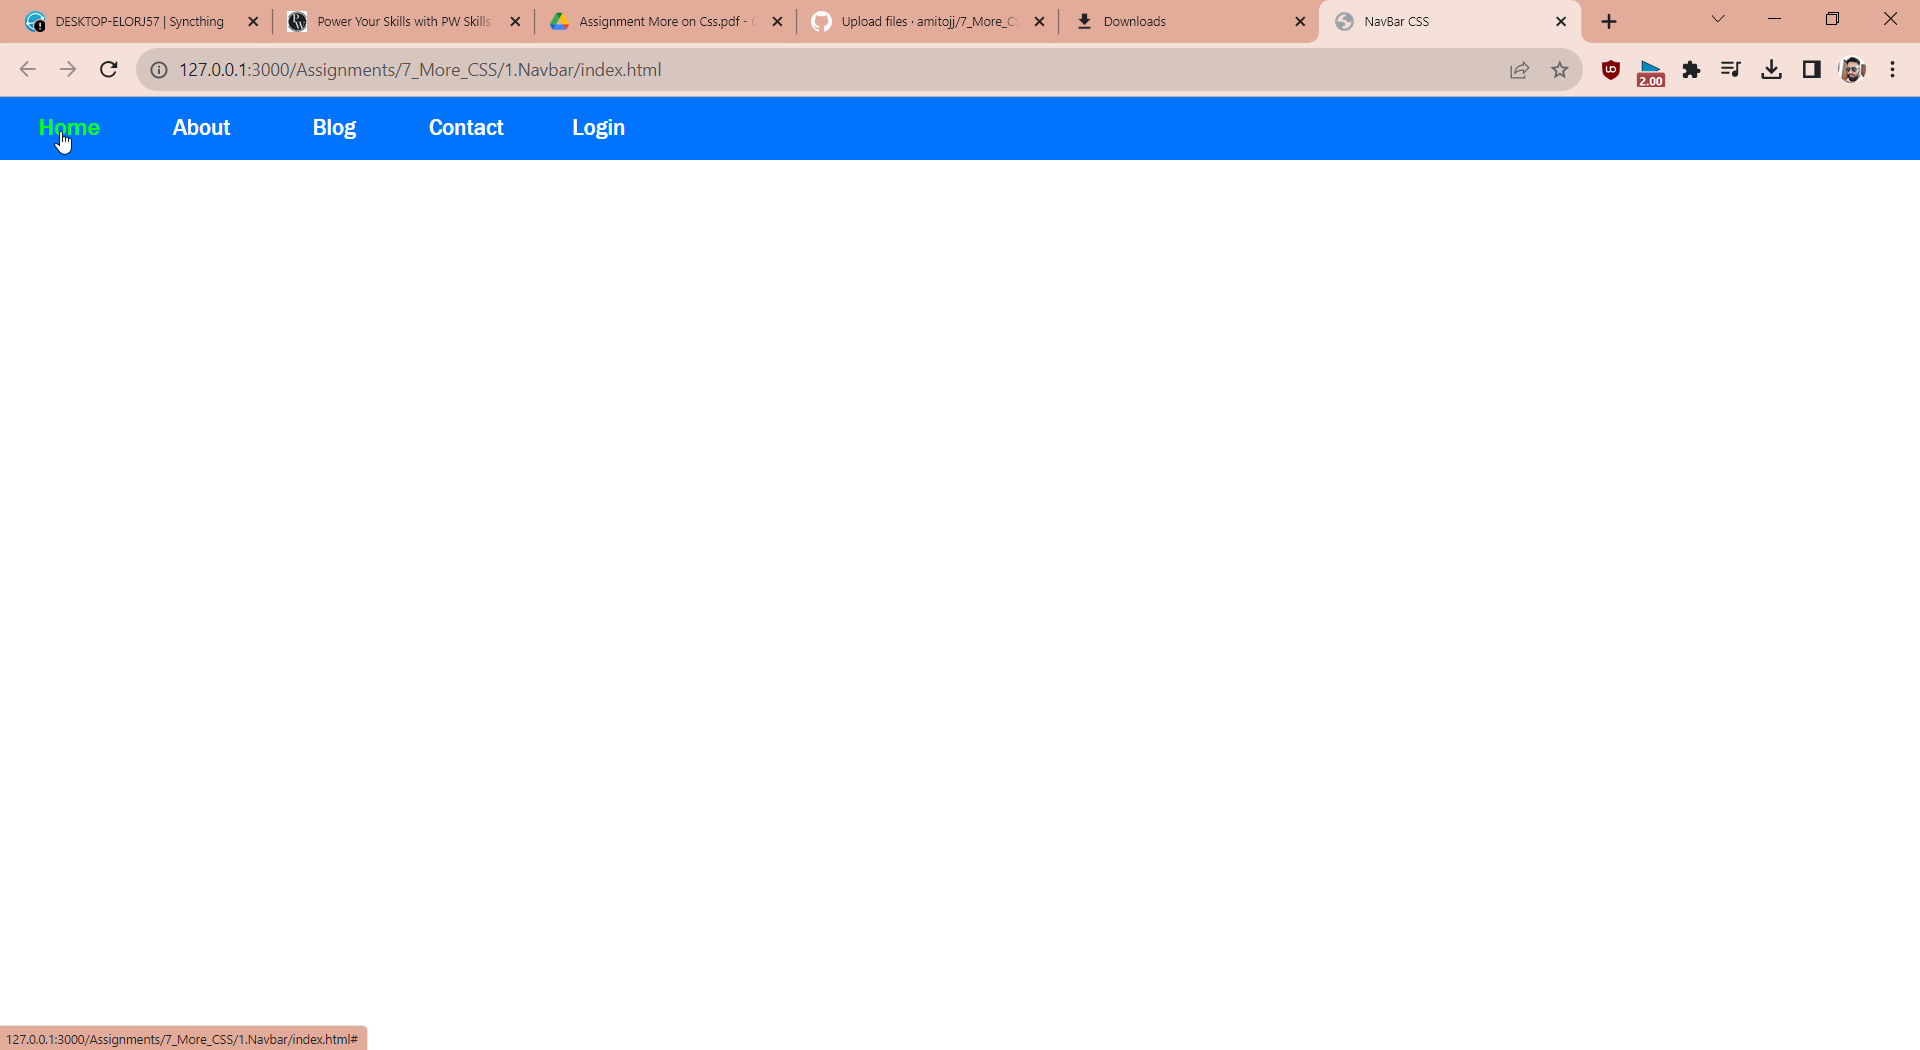 DESKTOP-ELORJ57 | Syncthing
Power Your Skills with PW Skills
Assignment More on Css.pdf -
Upload files · amitojj/7_More_CS
Downloads
NavBar CSS
127.0.0.1:3000/Assignments/7_More_CSS/1.Navbar/index.html
2.00
Home About Blog Contact Login
127.0.0.1:3000/Assignments/7_More_CSS/1.Navbar/index.html#